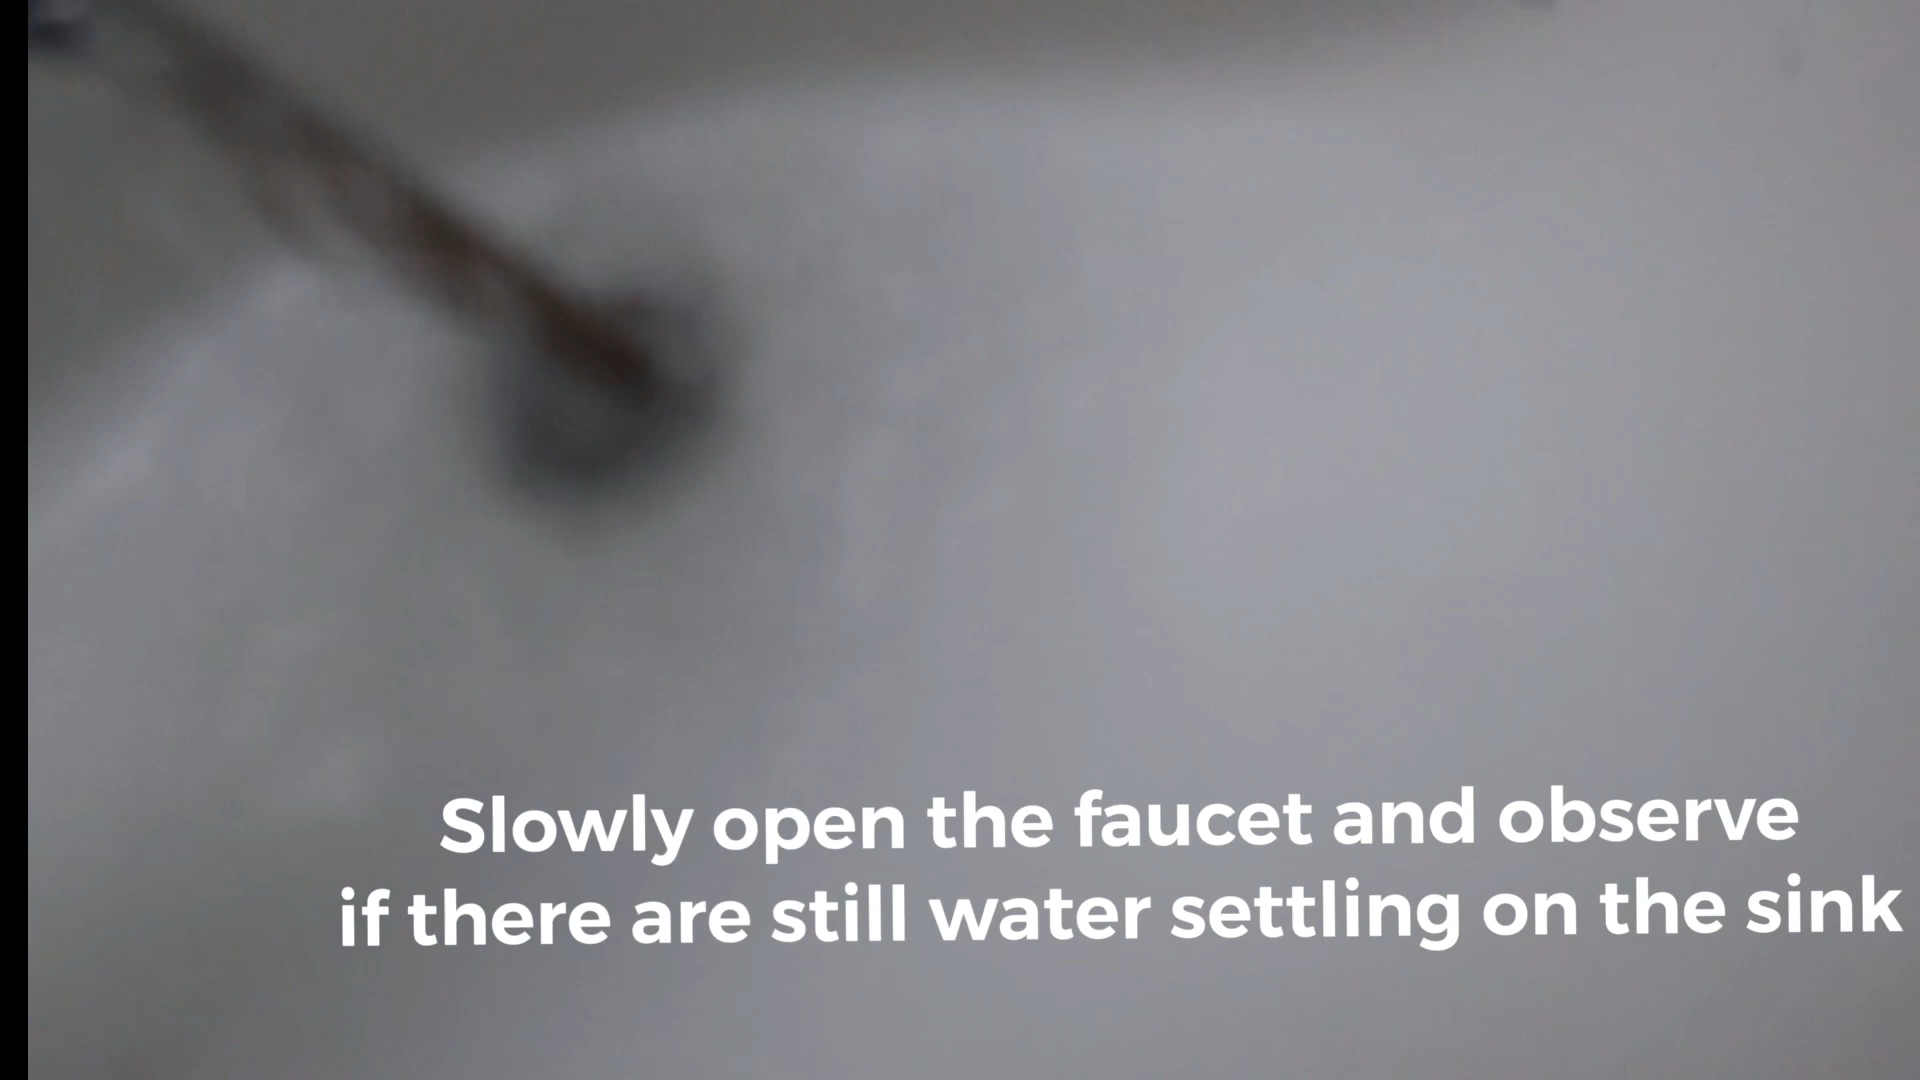 Slowly open the faucet and observe
if there are still water settling on the sink